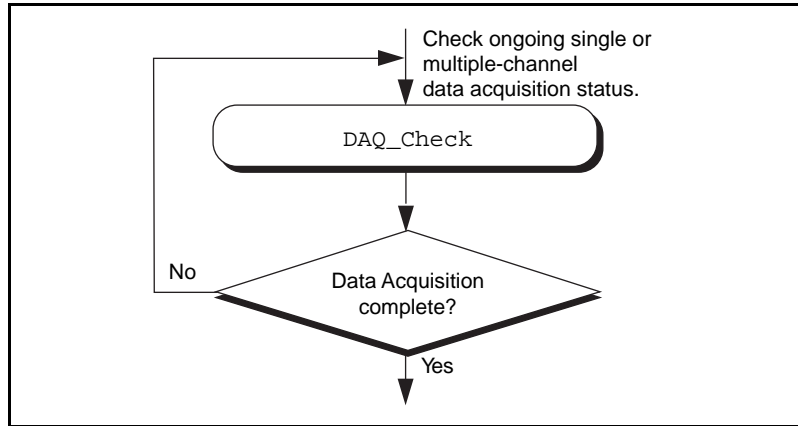 Check ongoing single or
multiple-channel
data acquisition status.
DAQ_Check
No
Data Acquisition
complete?
Yes